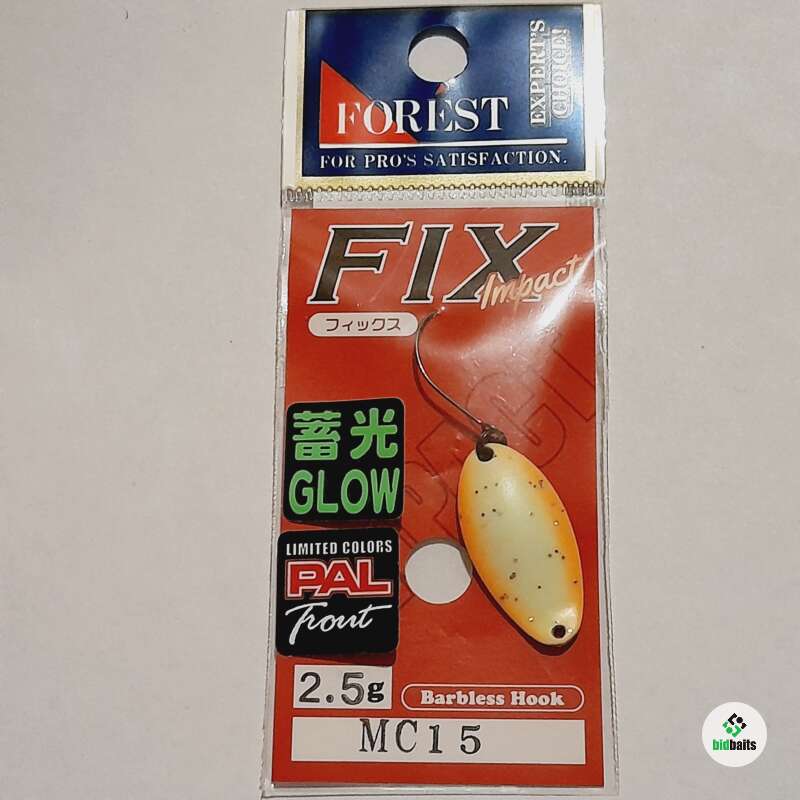 FOREST
EXPERT'S
CHOICE!
FOR PRO'S SATISFACTION.
FIX
Impact
フィックス
蓄光
GLOW
LIMITED COLORS
PAL
Trout
2.5g
Barbless Hook
MC15
bidbaits